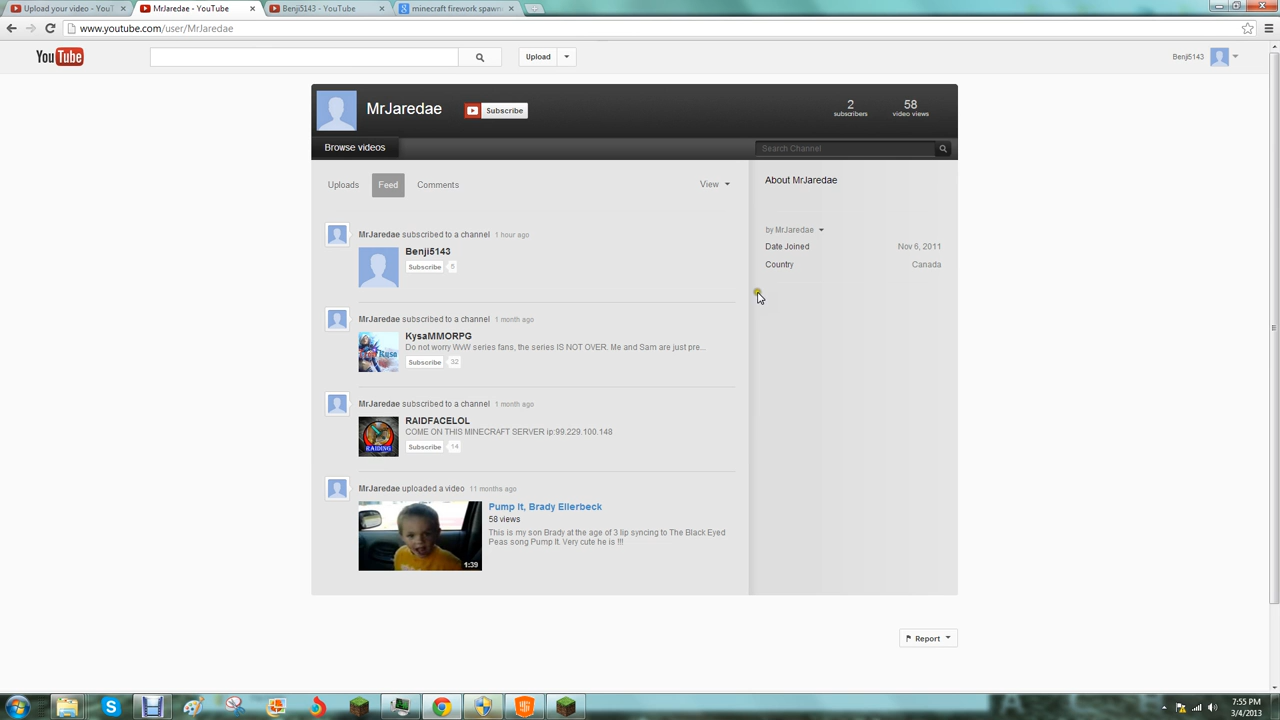 Upload your video - YouT
MrJaredae - YouTube
Benji5143 - YouTube
minecraft firework spawn
www.youtube.com/user/MrJaredae
YouTube
Upload
Benji5143
MrJaredae
Subscribe
2
subscribers
58
video views
Browse videos
Search Channel
Uploads
Feed
Comments
View
About MrJaredae
by MrJaredae
Date Joined
Nov 6, 2011
Country
Canada
MrJaredae subscribed to a channel 1 hour ago
Benji5143
Subscribe 5
MrJaredae subscribed to a channel 1 month ago
KysaMMORPG
Do not worry WvW series fans, the series IS NOT OVER. Me and Sam are just pre...
Subscribe 32
MrJaredae subscribed to a channel 1 month ago
RAIDFACELOL
COME ON THIS MINECRAFT SERVER ip:99.229.100.148
Subscribe 14
RAIDING
MrJaredae uploaded a video 11 months ago
Pump It, Brady Ellerbeck
58 views
This is my son Brady at the age of 3 lip syncing to The Black Eyed
Peas song Pump It. Very cute he is !!!
1:39
Report
7:55 PM
3/4/2013